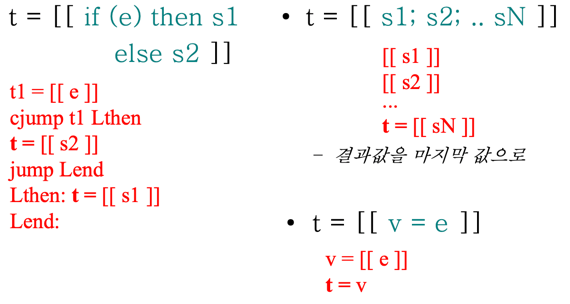 t = [[ if (e) then s1
else s2 ]]
t1 = [[ e ]]
cjump t1 Lthen
t = [[ s2 ]]
jump Lend
Lthen: t = [[ s1 ]]
Lend:
• t = [[ s1; s2; .. sN ]]
[[ s1 ]]
[[ s2 ]]
...
t = [[ sN ]]
– 결과값을 마지막 값으로
• t = [[ v = e ]]
v = [[ e ]]
t = v